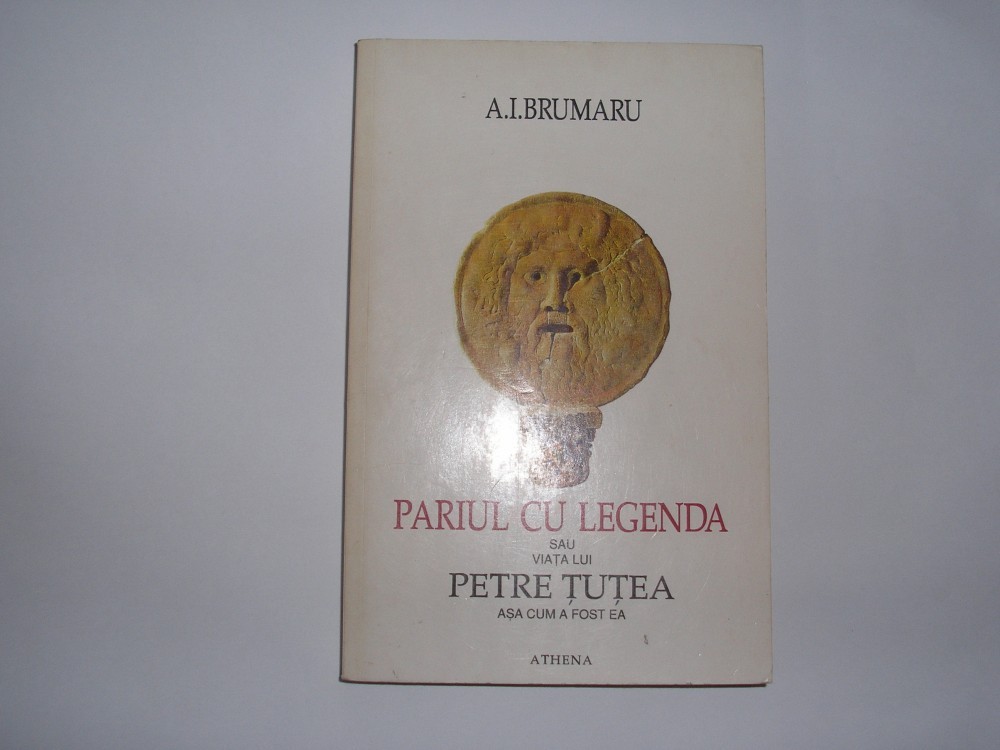 A.I.BRUMARU
PARIUL CU LEGENDA
SAU
VIAȚA LUI
PETRE ȚUȚEA
AȘA CUM A FOST EA
ATHENA